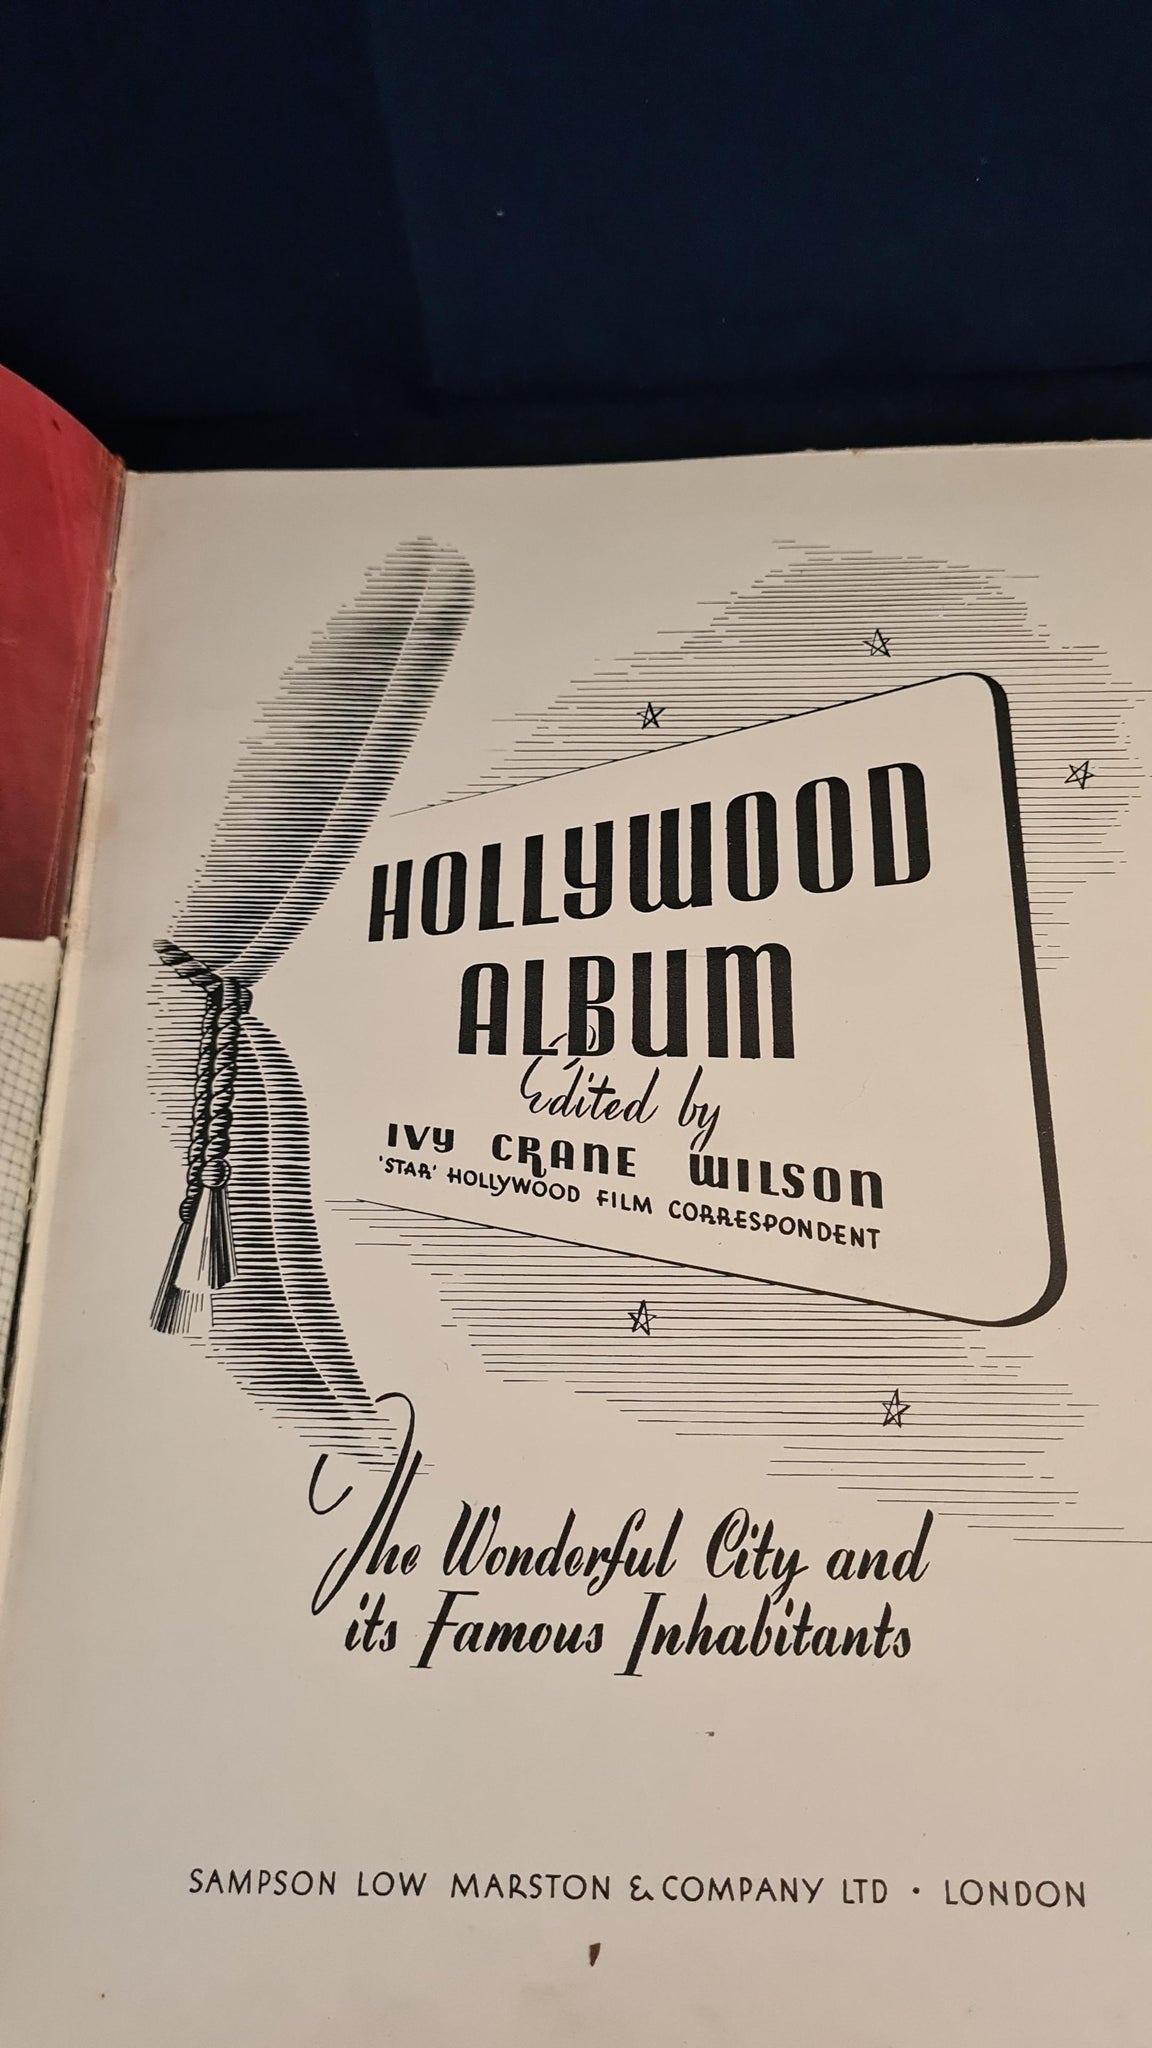 HOLLYWOOD
ALBUM
Edited by
IVY CRANE WILSON
'STAR' HOLLYWOOD FILM CORRESPONDENT
The Wonderful City and
its Famous Inhabitants
SAMPSON LOW MARSTON & COMPANY LTD · LONDON